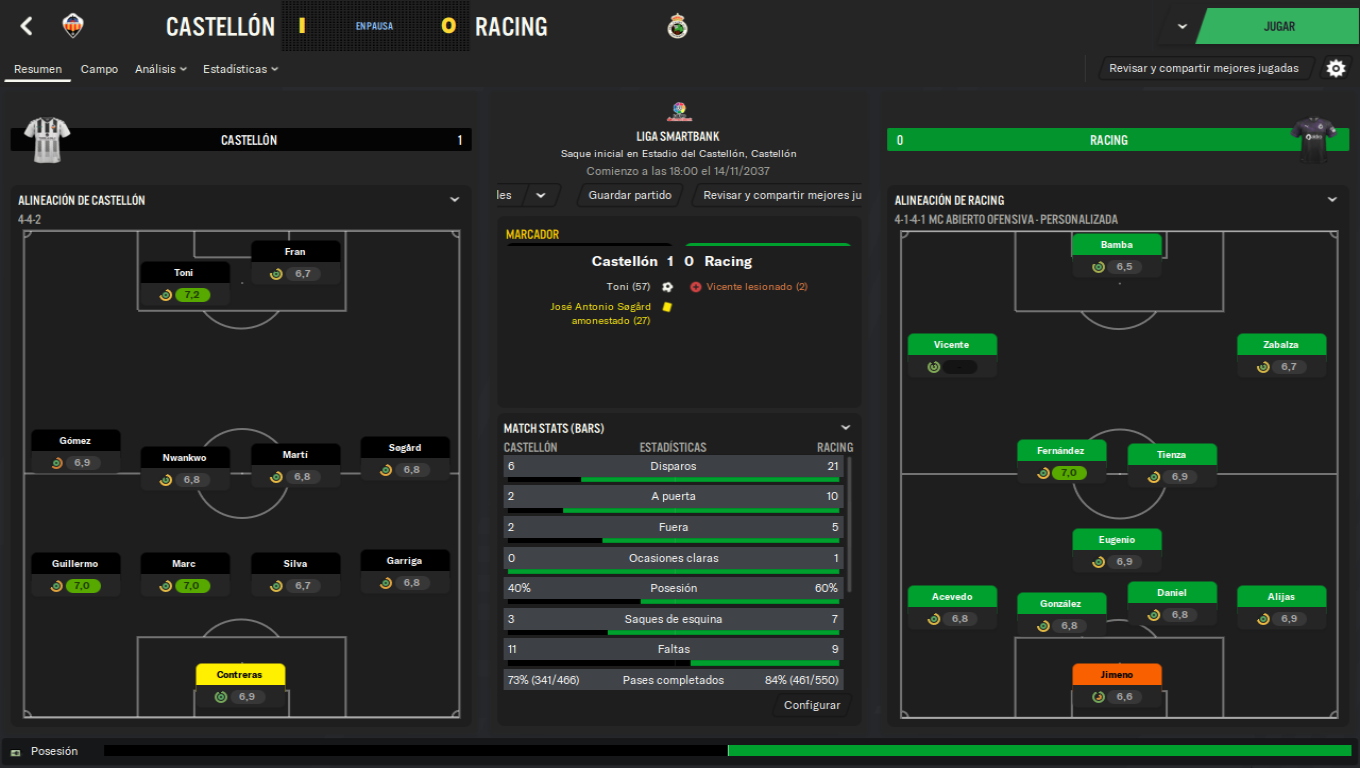 CASTELLÓN 1 EN PAUSA 0 RACING
JUGAR
Resumen Campo Análisis Estadísticas
Revisar y compartir mejores jugadas
CASTELLÓN 1
LIGA SMARTBANK
Saque inicial en Estadio del Castellón, Castellón
Comienzo a las 18:00 el 14/11/2037
les Guardar partido Revisar y compartir mejores ju
0 RACING
ALINEACIÓN DE CASTELLÓN
4-4-2
Fran
6,7
Toni
7,2
Gómez
6,9
Nwankwo
6,8
Martí
6,8
Søgård
6,8
Guillermo
7,0
Marc
7,0
Silva
6,7
Garriga
6,8
Contreras
6,9
MARCADOR
Castellón 1 0 Racing
Toni (57) Vicente lesionado (2)
José Antonio Søgård
amonestado (27)
MATCH STATS (BARS)
CASTELLÓN ESTADÍSTICAS RACING
6 Disparos 21
2 A puerta 10
2 Fuera 5
0 Ocasiones claras 1
40% Posesión 60%
3 Saques de esquina 7
11 Faltas 9
73% (341/466) Pases completados 84% (461/550)
Configurar
ALINEACIÓN DE RACING
4-1-4-1 MC ABIERTO OFENSIVA - PERSONALIZADA
Bamba
6,5
Vicente
-
Zabalza
6,7
Fernández
7,0
Tienza
6,9
Eugenio
6,9
Acevedo
6,8
González
6,8
Daniel
6,8
Alijas
6,9
Jimeno
6,6
Posesión